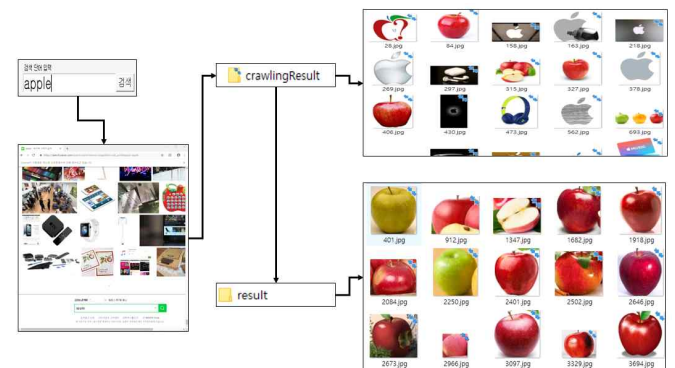 검색 단어 입력
apple
검색
crawlingResult
result
28.jpg
84.jpg
158.jpg
163.jpg
218.jpg
269.jpg
297.jpg
315.jpg
327.jpg
378.jpg
406.jpg
430.jpg
473.jpg
562.jpg
693.jpg
401.jpg
912.jpg
1347.jpg
1682.jpg
1918.jpg
2084.jpg
2250.jpg
2401.jpg
2502.jpg
2646.jpg
2673.jpg
2966.jpg
3097.jpg
3329.jpg
3694.jpg